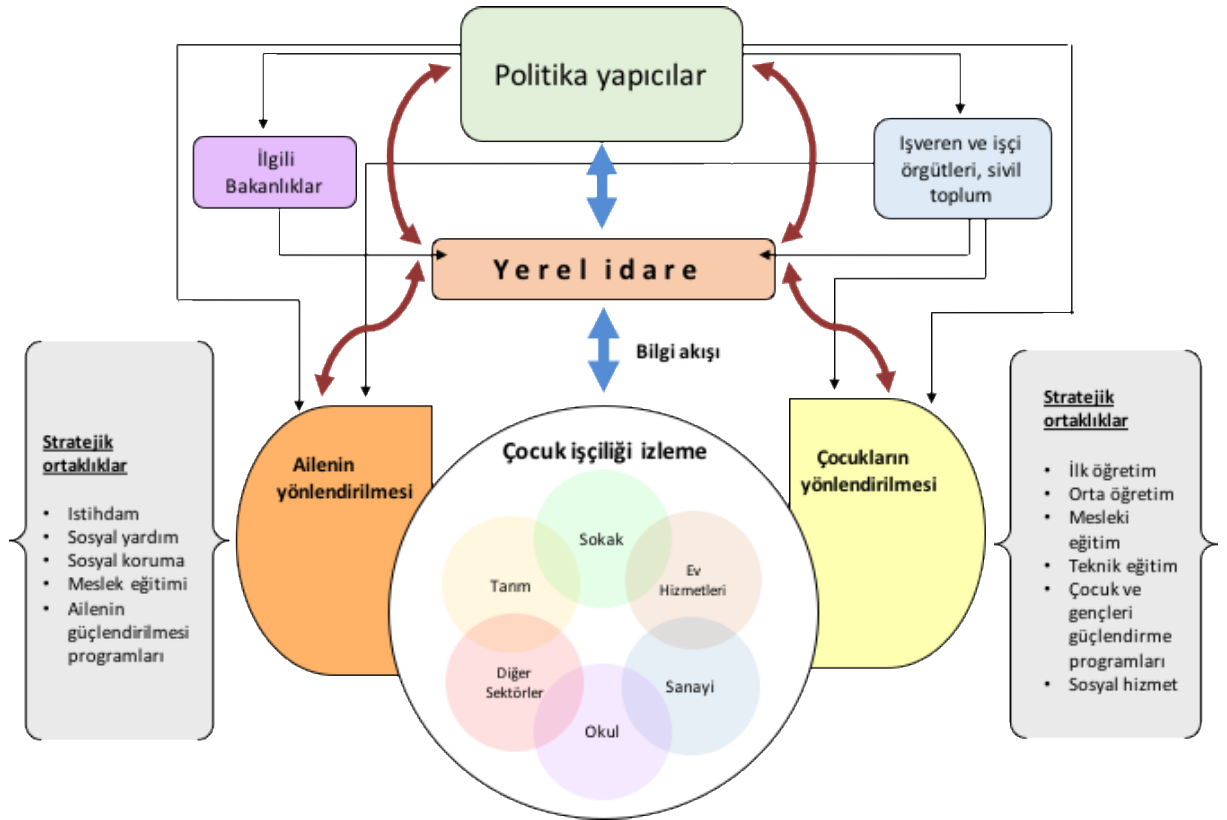 Politika yapıcılar
İlgili
Bakanlıklar
Işveren ve işçi
örgütleri, sivil
toplum
Yerel idare
Bilgi akışı
Stratejik
ortaklıklar
• Istihdam
• Sosyal yardım
• Sosyal koruma
• Meslek eğitimi
• Ailenin
güçlendirilmesi
programları
Ailenin
yönlendirilmesi
Çocuk işçiliği izleme
Sokak
Tarım
Ev
Hizmetleri
Diğer
Sektörler
Sanayi
Okul
Çocukların
yönlendirilmesi
Stratejik
ortaklıklar
• İlk öğretim
• Orta öğretim
• Mesleki
eğitim
• Teknik eğitim
• Çocuk ve
gençleri
güçlendirme
programları
• Sosyal hizmet